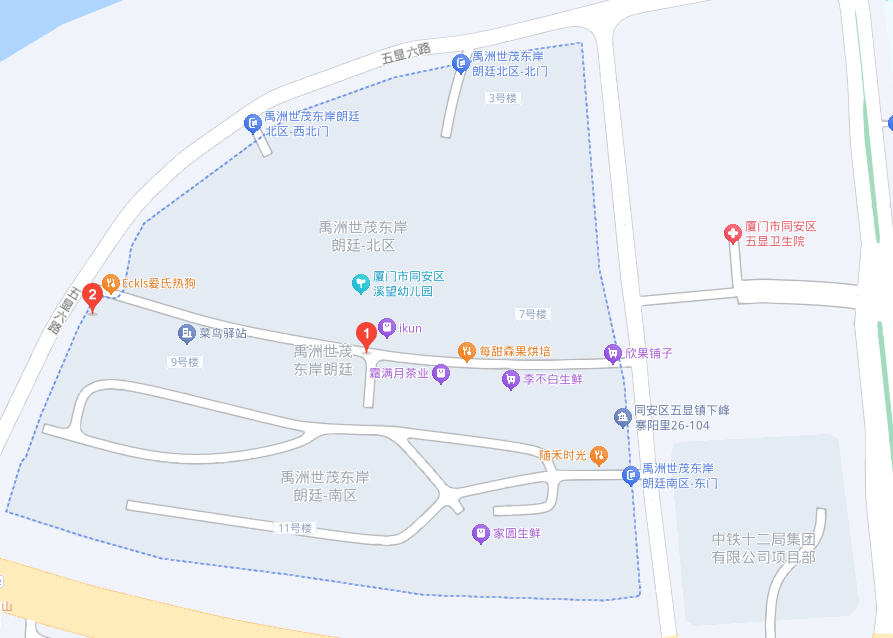 五显六路
禹洲世茂东岸
朗廷北区-北门
3号楼
禹洲世茂东岸朗廷
北区-西北门
禹洲世茂东岸
朗廷-北区
厦门市同安区
五显卫生院
厦门市同安区
溪望幼儿园
Eckls爱氏热狗
2
五显六路
7号楼
菜鸟驿站
1
ikun
9号楼
禹洲世茂
东岸朗廷
每甜森果烘培
欣果铺子
霜满月茶业
李不白生鲜
同安区五显镇下峰
寨阳里26-104
随禾时光
禹洲世茂东岸
朗廷南区-东门
禹洲世茂东岸
朗廷-南区
11号楼
家圆生鲜
中铁十二局集团
有限公司项目部
山